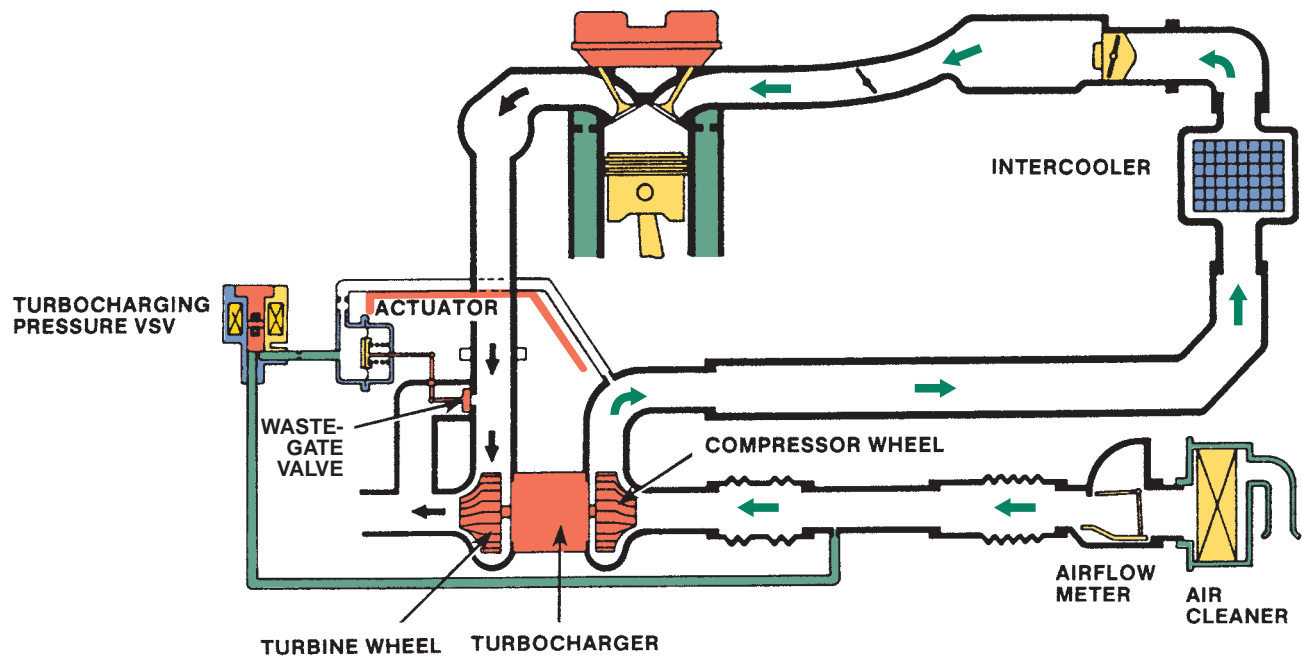 INTERCOOLER
TURBOCHARGING
PRESSURE VSV
ACTUATOR
WASTE-
GATE
VALVE
COMPRESSOR WHEEL
AIRFLOW
METER
AIR
CLEANER
TURBINE WHEEL
TURBOCHARGER